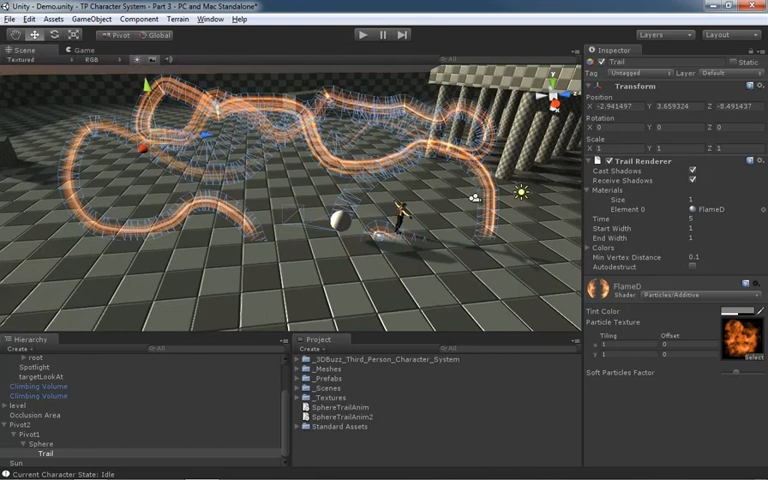 Unity - Demo.unity - TP Character System - Part 3 - PC and Mac Standalone*
File Edit Assets GameObject Component Terrain Window Help
Pivot Global Layers Layout
Scene Game
Textured RGB All
Inspector
Trail Static
Tag Untagged Layer Default
Transform
Position
X -2.941497 Y 3.659324 Z -8.491437
Rotation
X 0 Y 0 Z 0
Scale
X 1 Y 1 Z 1
Trail Renderer
Cast Shadows
Receive Shadows
Materials
Size 1
Element 0 FlameD
Time 5
Start Width 1
End Width 1
Colors
Min Vertex Distance 0.1
Autodestruct
FlameD
Shader Particles/Additive
Tint Color
Particle Texture
Tiling Offset
x 1 0
y 1 0
Select
Soft Particles Factor
Hierarchy
Create All
root
Spotlight
targetLookAt
Climbing Volume
Climbing Volume
level
Occlusion Area
Pivot2
Pivot1
Sphere
Trail
Sun
Project
Create All
_3DBuzz_Third_Person_Character_System
_Meshes
_Prefabs
_Scenes
_Textures
SphereTrailAnim
SphereTrailAnim2
Standard Assets
Current Character State: Idle